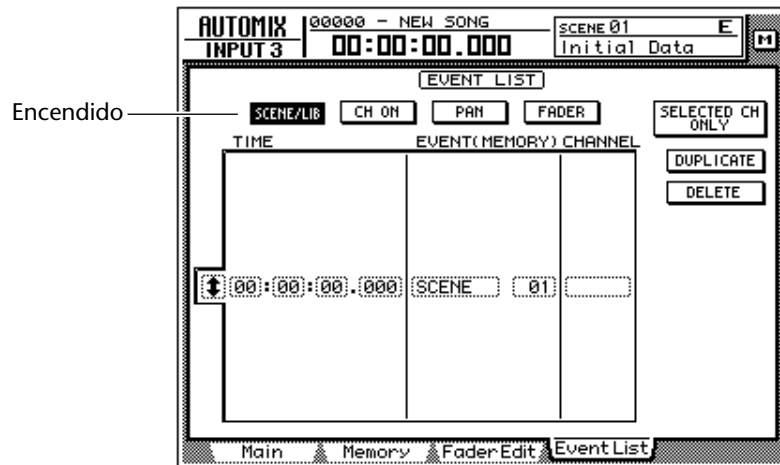 AUTOMIX
INPUT 3
00000 - NEW SONG
00:00:00.000
SCENE 01 E
Initial Data
M
EVENT LIST
Encendido
SCENE/LIB CH ON PAN FADER
SELECTED CH
ONLY
TIME EVENT(MEMORY) CHANNEL
DUPLICATE
DELETE
00:00:00.000 SCENE 01
Main Memory Fader Edit Event List